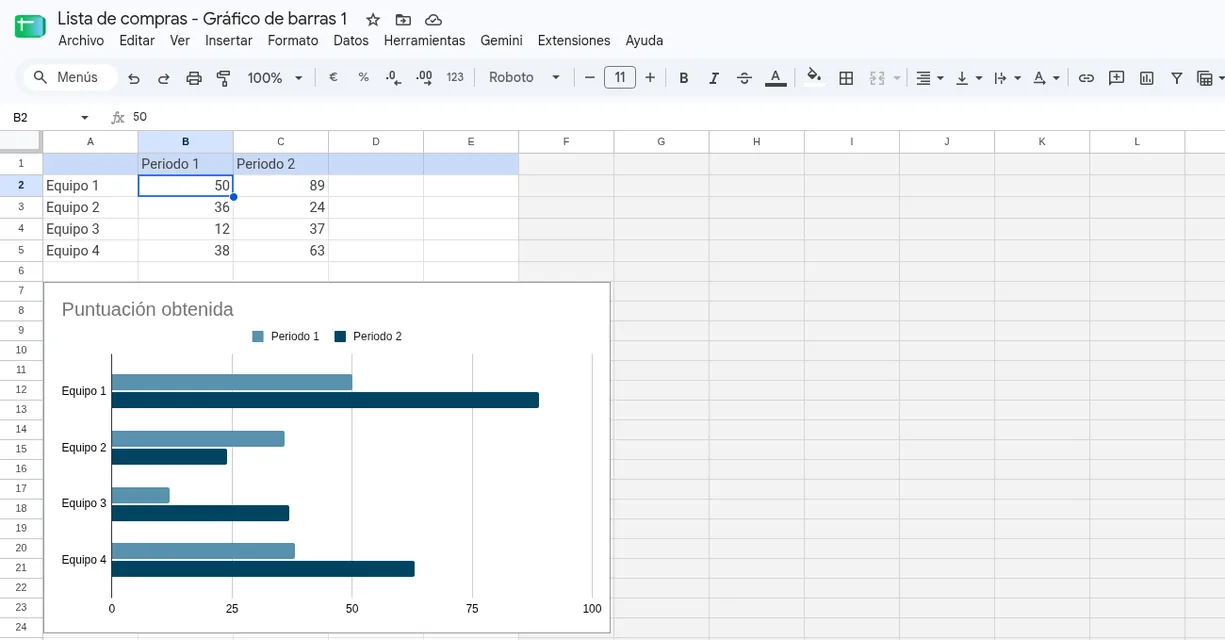 Lista de compras - Gráfico de barras 1
Archivo Editar Ver Insertar Formato Datos Herramientas Gemini Extensiones Ayuda
Menús 100% € % .0 .00 123 Roboto 11 B I A A
B2 fx 50
A B C D E F G H I J K L
1 Periodo 1 Periodo 2
2 Equipo 1 50 89
3 Equipo 2 36 24
4 Equipo 3 12 37
5 Equipo 4 38 63
6
7
8
9
10
11
12
13
14
15
16
17
18
19
20
21
22
23
24
Puntuación obtenida
Periodo 1 Periodo 2
Equipo 1
Equipo 2
Equipo 3
Equipo 4
0 25 50 75 100